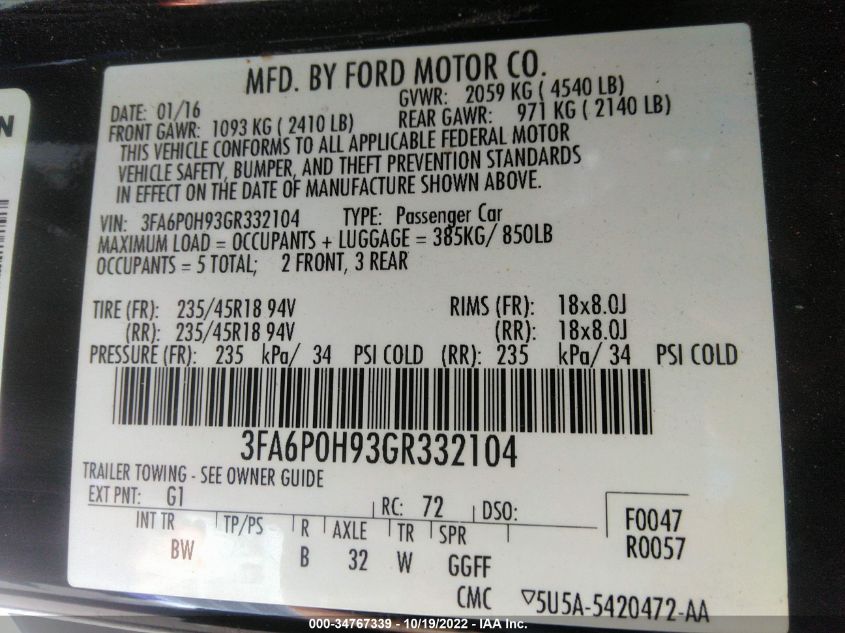 MFD. BY FORD MOTOR CO.
DATE: 01/16 GVWR: 2059 KG ( 4540 LB)
FRONT GAWR: 1093 KG ( 2410 LB) REAR GAWR: 971 KG ( 2140 LB)
THIS VEHICLE CONFORMS TO ALL APPLICABLE FEDERAL MOTOR
VEHICLE SAFETY, BUMPER, AND THEFT PREVENTION STANDARDS
IN EFFECT ON THE DATE OF MANUFACTURE SHOWN ABOVE.
VIN: 3FA6P0H93GR332104 TYPE: Passenger Car
MAXIMUM LOAD = OCCUPANTS + LUGGAGE = 385KG/ 850LB
OCCUPANTS = 5 TOTAL; 2 FRONT, 3 REAR
TIRE (FR): 235/45R18 94V RIMS (FR): 18x8.0J
(RR): 235/45R18 94V (RR): 18x8.0J
PRESSURE (FR): 235 kPa/ 34 PSI COLD (RR): 235 kPa/ 34 PSI COLD
3FA6P0H93GR332104
TRAILER TOWING - SEE OWNER GUIDE
EXT PNT: G1 RC: 72 DSO: F0047
INT TR TP/PS R AXLE TR SPR R0057
BW B 32 W GGFF
CMC ▽5U5A-5420472-AA
N
000-34767339 - 10/19/2022 - IAA Inc.